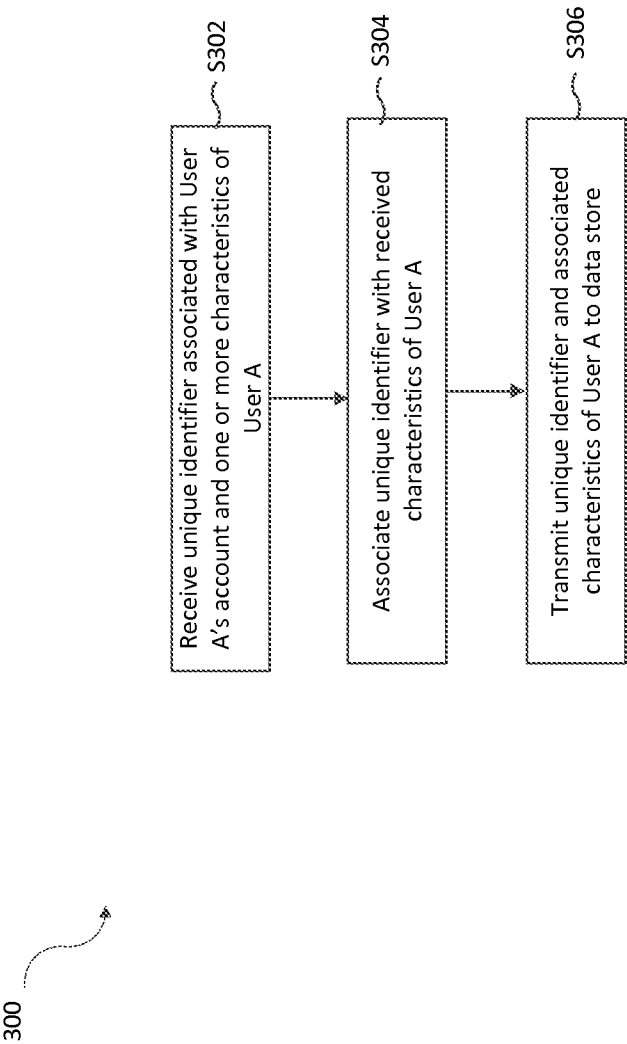 300
Receive unique identifier associated with User
A's account and one or more characteristics of
User A
S302
Associate unique identifier with received
characteristics of User A
S304
Transmit unique identifier and associated
characteristics of User A to data store
S306